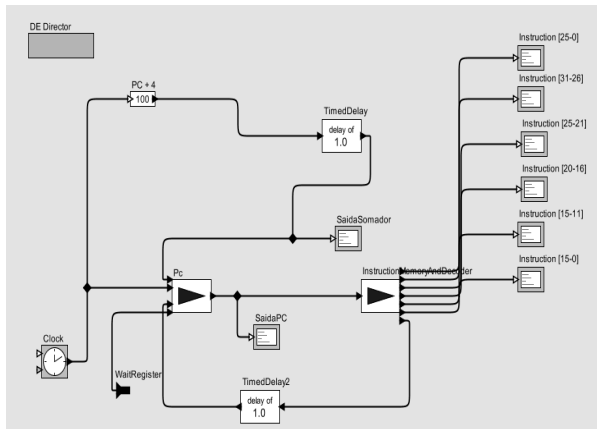 DE Director
Instruction [25-0]
PC + 4
100
Instruction [31-26]
TimedDelay
delay of
1.0
Instruction [25-21]
Instruction [20-16]
SaidaSomador
Instruction [15-11]
Pc
InstructionMemoryAndDecoder
Instruction [15-0]
SaidaPC
Clock
WaitRegister
TimedDelay2
delay of
1.0